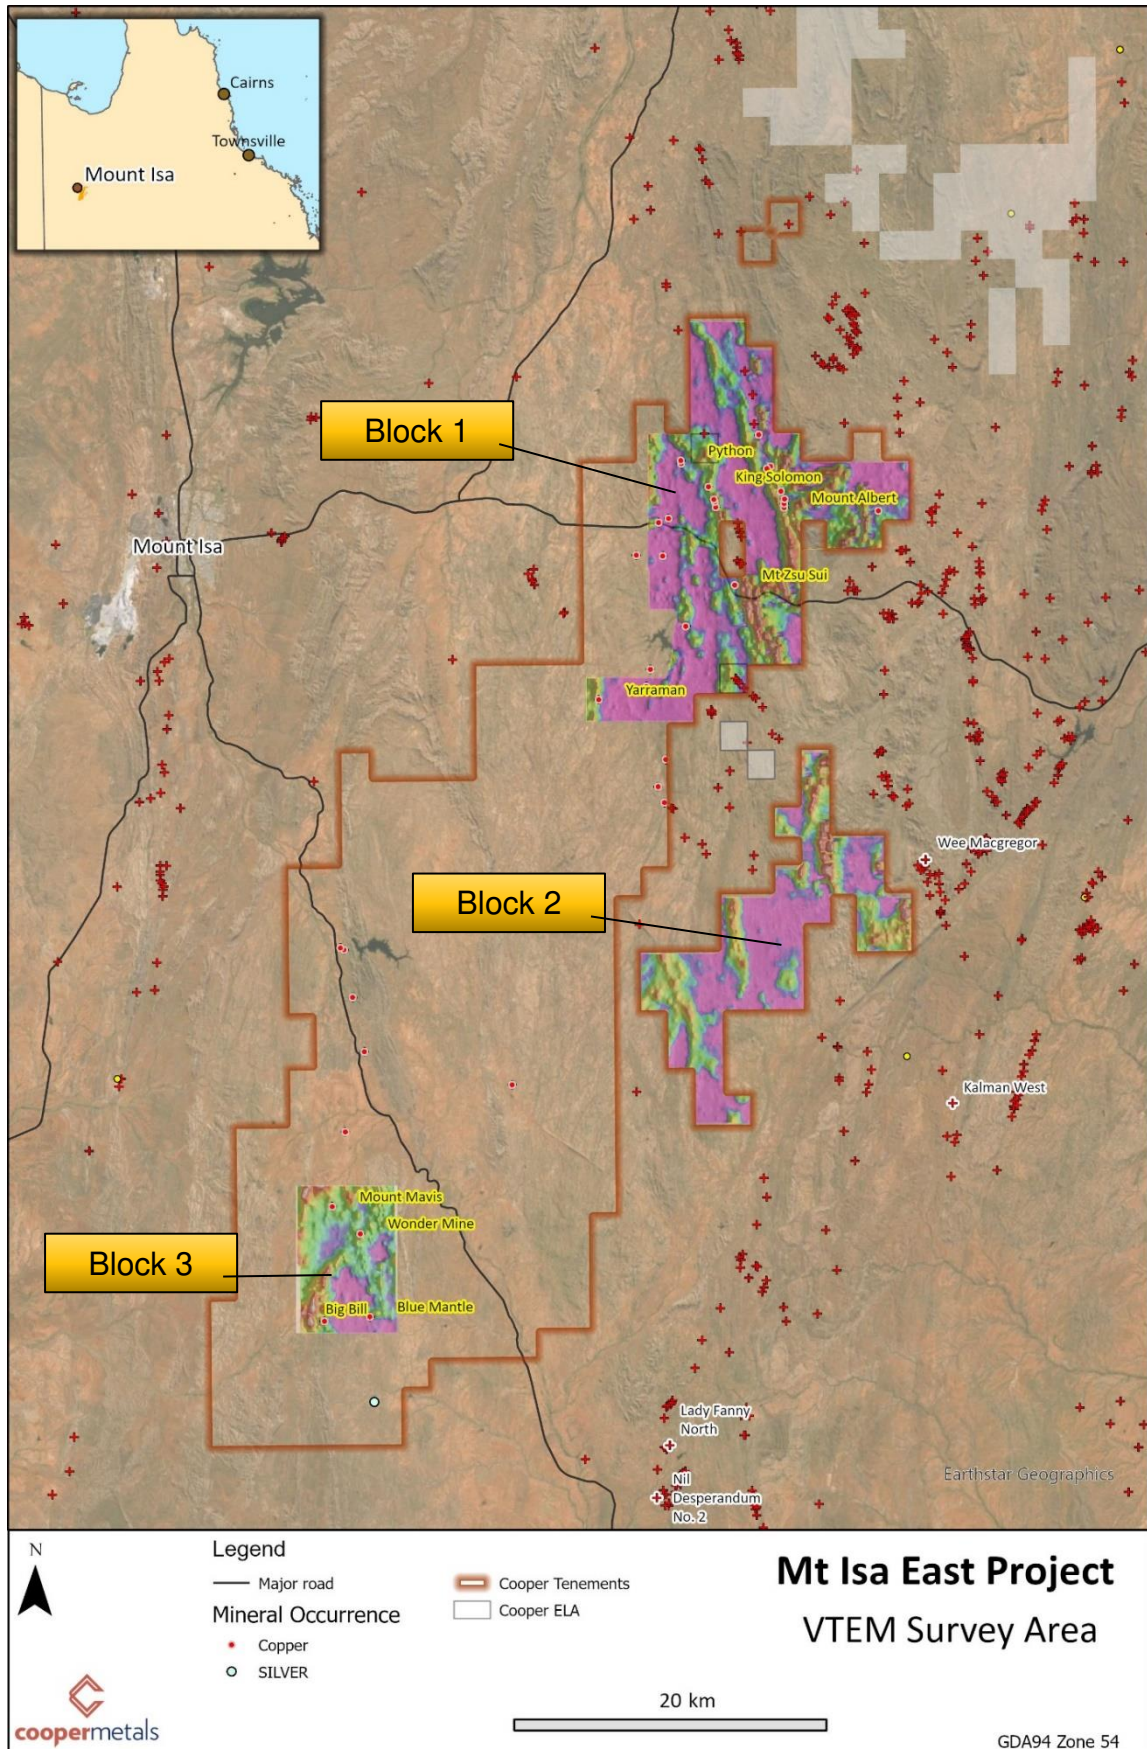 Cairns
Townsville
Mount Isa
Block 1
Python
King Solomon
Mount Albert
Mount Isa
Mt Zsu Sui
Yarraman
Wee Macgregor
Block 2
Kalman West
Mount Mavis
Wonder Mine
Block 3
Big Bill
Blue Mantle
Lady Fanny
North
Earthstar Geographics
Nil
Desperandum
No. 2
N
Legend
Major road
Mineral Occurrence
Copper
SILVER
Cooper Tenements
Cooper ELA
Mt Isa East Project
VTEM Survey Area
20 km
coopermetals
GDA94 Zone 54